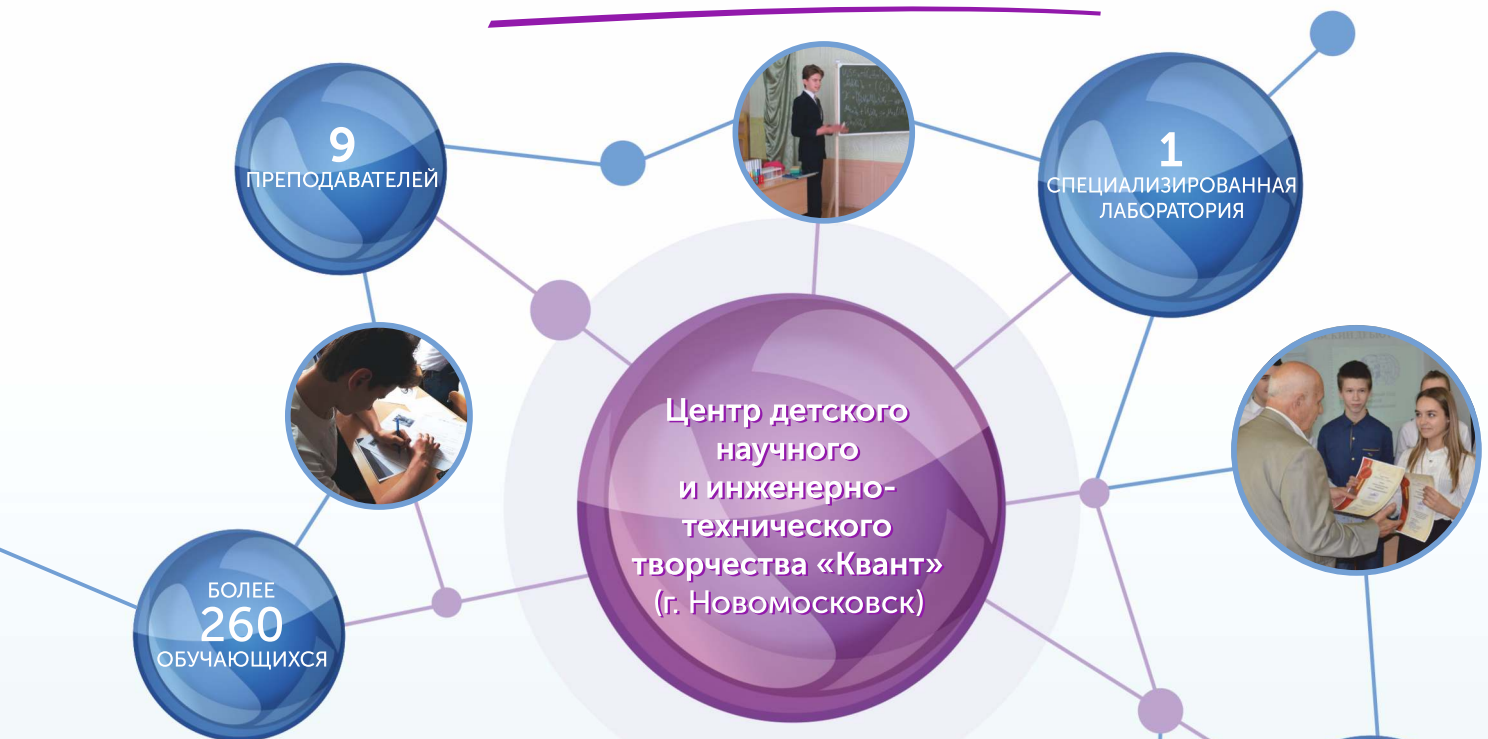 9
ПРЕПОДАВАТЕЛЕЙ
1
СПЕЦИАЛИЗИРОВАННАЯ
ЛАБОРАТОРИЯ
Центр детского
научного
и инженерно-
технического
творчества «Квант»
(г. Новомосковск)
БОЛЕЕ
260
ОБУЧАЮЩИХСЯ